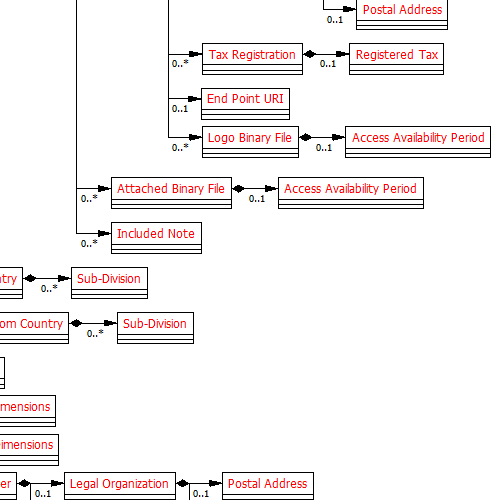 Postal Address
0..1
Tax Registration
Registered Tax
0..*
0..1
End Point URI
0..1
Logo Binary File
Access Availability Period
0..*
0..1
Attached Binary File
Access Availability Period
0..*
0..1
Included Note
0..*
try
Sub-Division
0..*
om Country
Sub-Division
0..*
mensions
imensions
er
Legal Organization
Postal Address
0..1
0..1